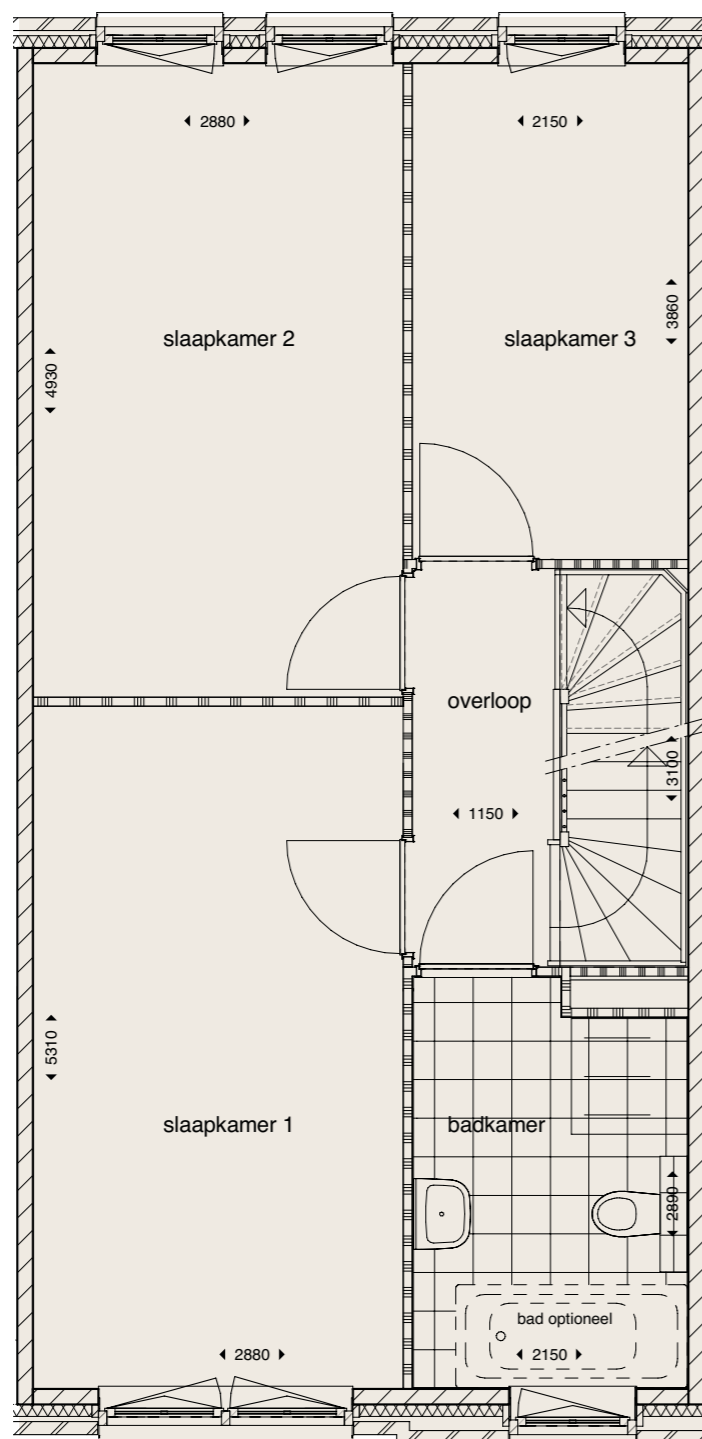 2880
2150
3860
slaapkamer 2
slaapkamer 3
4930
overloop
3100
1150
5310
slaapkamer 1
badkamer
2890
bad optioneel
2880
2150